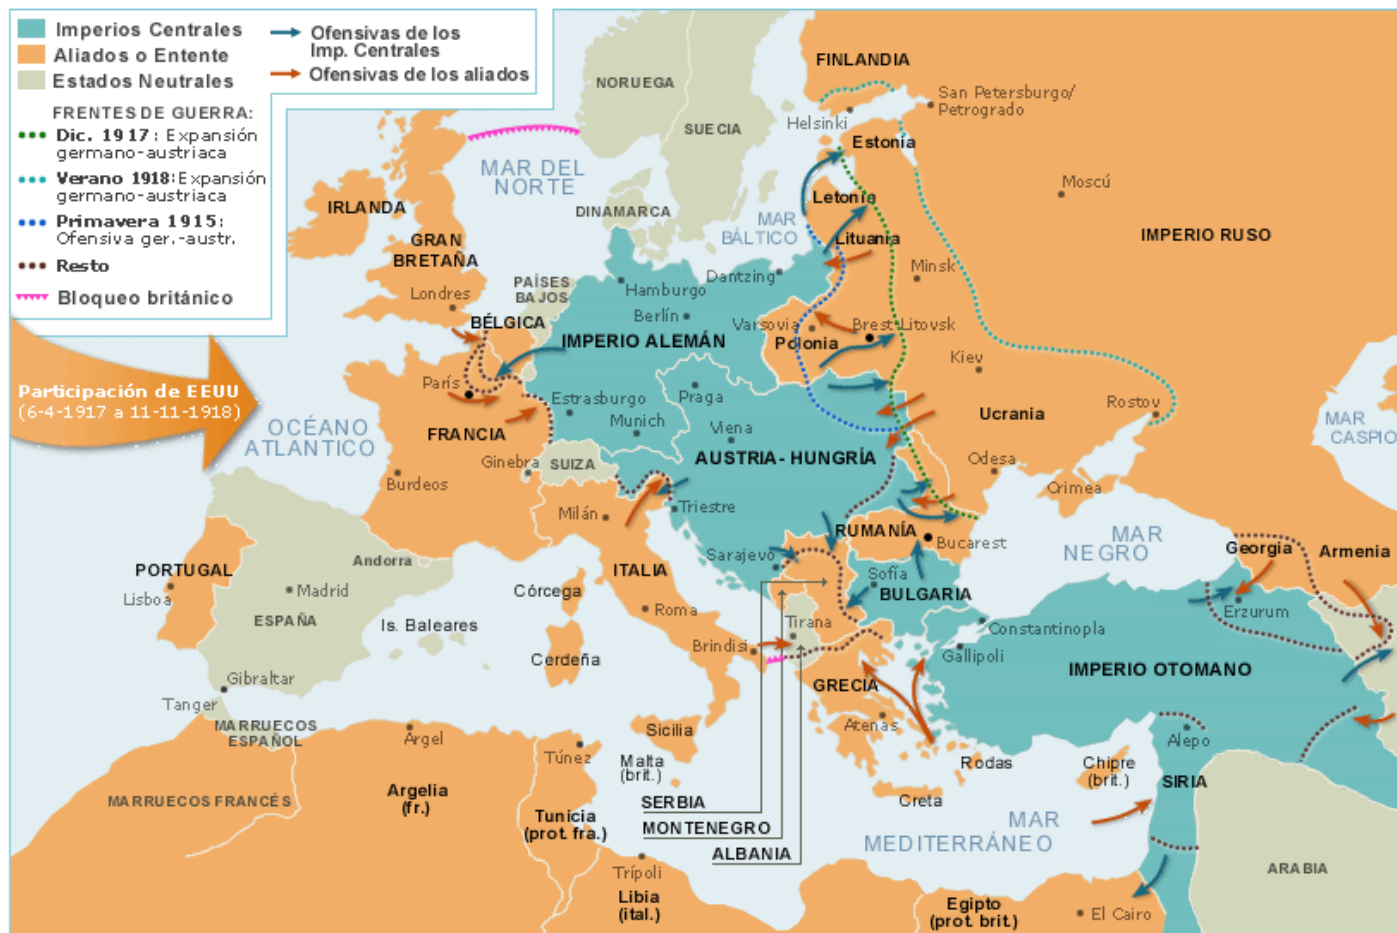 Imperios Centrales
Aliados o Entente
Estados Neutrales
Ofensivas de los
Imp. Centrales
Ofensivas de los aliados
FRENTES DE GUERRA:
Dic. 1917: Expansión
germano-austriaca
Verano 1918: Expansión
germano-austriaca
Primavera 1915:
Ofensiva ger.-austr.
Resto
Bloqueo británico
Participación de EEUU
(6-4-1917 a 11-11-1918)
NORUEGA
SUECIA
FINLANDIA
Helsinki
San Petersburgo/
Petrogrado
Estonia
Moscú
MAR DEL
NORTE
DINAMARCA
MAR
BÁLTICO
Letonia
Lituania
IMPERIO RUSO
IRLANDA
GRAN
BRETAÑA
Londres
PAÍSES
BAJOS
BÉLGICA
Hamburgo
Dantzing
Minsk
Berlín
IMPERIO ALEMÁN
Varsovia
Polonia
Brest-Litovsk
Kiev
París
Estrasburgo
Praga
Munich
Viena
Ucrania
Rostov
OCÉANO
ATLANTICO
FRANCIA
Ginebra
SUIZA
AUSTRIA-HUNGRÍA
Odesa
Crimea
MAR
CASPIO
Burdeos
Milán
Triestre
RUMANÍA
Bucarest
MAR
NEGRO
Georgia
Armenia
Sarajevo
Sofía
BULGARIA
Erzurum
PORTUGAL
Lisboa
Andorra
Madrid
ESPAÑA
Is. Baleares
Córcega
ITALIA
Roma
Cerdeña
Brindisi
Tirana
Constantinopla
Gallipoli
IMPERIO OTOMANO
Gibraltar
Tanger
MARRUECOS
ESPAÑOL
GRECIA
Atenas
Sicilia
Argel
Túnez
Malta
(brit.)
Rodas
Chipre
(brit.)
Alepo
SIRIA
MARRUECOS FRANCÉS
Argelia
(fr.)
Tunicia
(prot. fra.)
SERBIA
MONTENEGRO
ALBANIA
Creta
MAR
MEDITERRÁNEO
Trípoli
Libia
(ital.)
Egipto
(prot. brit.)
El Cairo
ARABIA